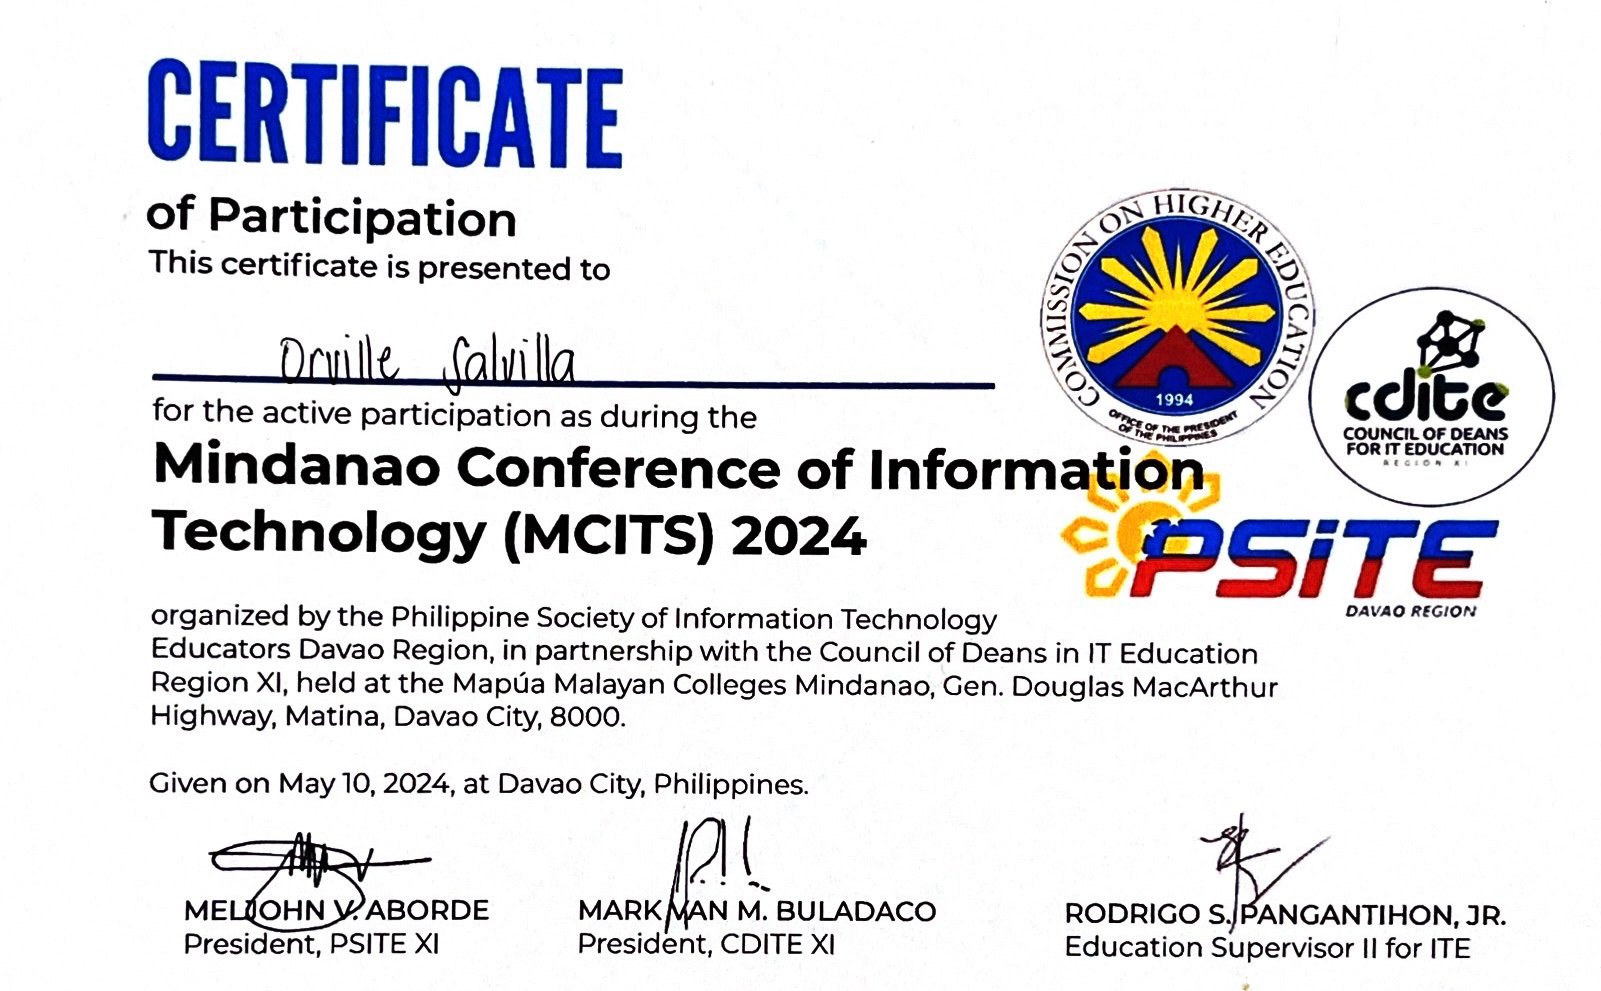 CERTIFICATE
of Participation
This certificate is presented to
Orville Salvilla
for the active participation as during the
Mindanao Conference of Information
Technology (MCITS) 2024
organized by the Philippine Society of Information Technology
Educators Davao Region, in partnership with the Council of Deans in IT Education
Region XI, held at the Mapúa Malayan Colleges Mindanao, Gen. Douglas MacArthur
Highway, Matina, Davao City, 8000.
Given on May 10, 2024, at Davao City, Philippines.
MELJOHN V. ABORDE
President, PSITE XI
MARK VAN M. BULADACO
President, CDITE XI
RODRIGO S. PANGANTIHON, JR.
Education Supervisor II for ITE
COMMISSION ON HIGHER EDUCATION
1994
OFFICE OF THE PRESIDENT
OF THE PHILIPPINES
cdite
COUNCIL OF DEANS
FOR IT EDUCATION
REGION XI
PSiTE
DAVAO REGION